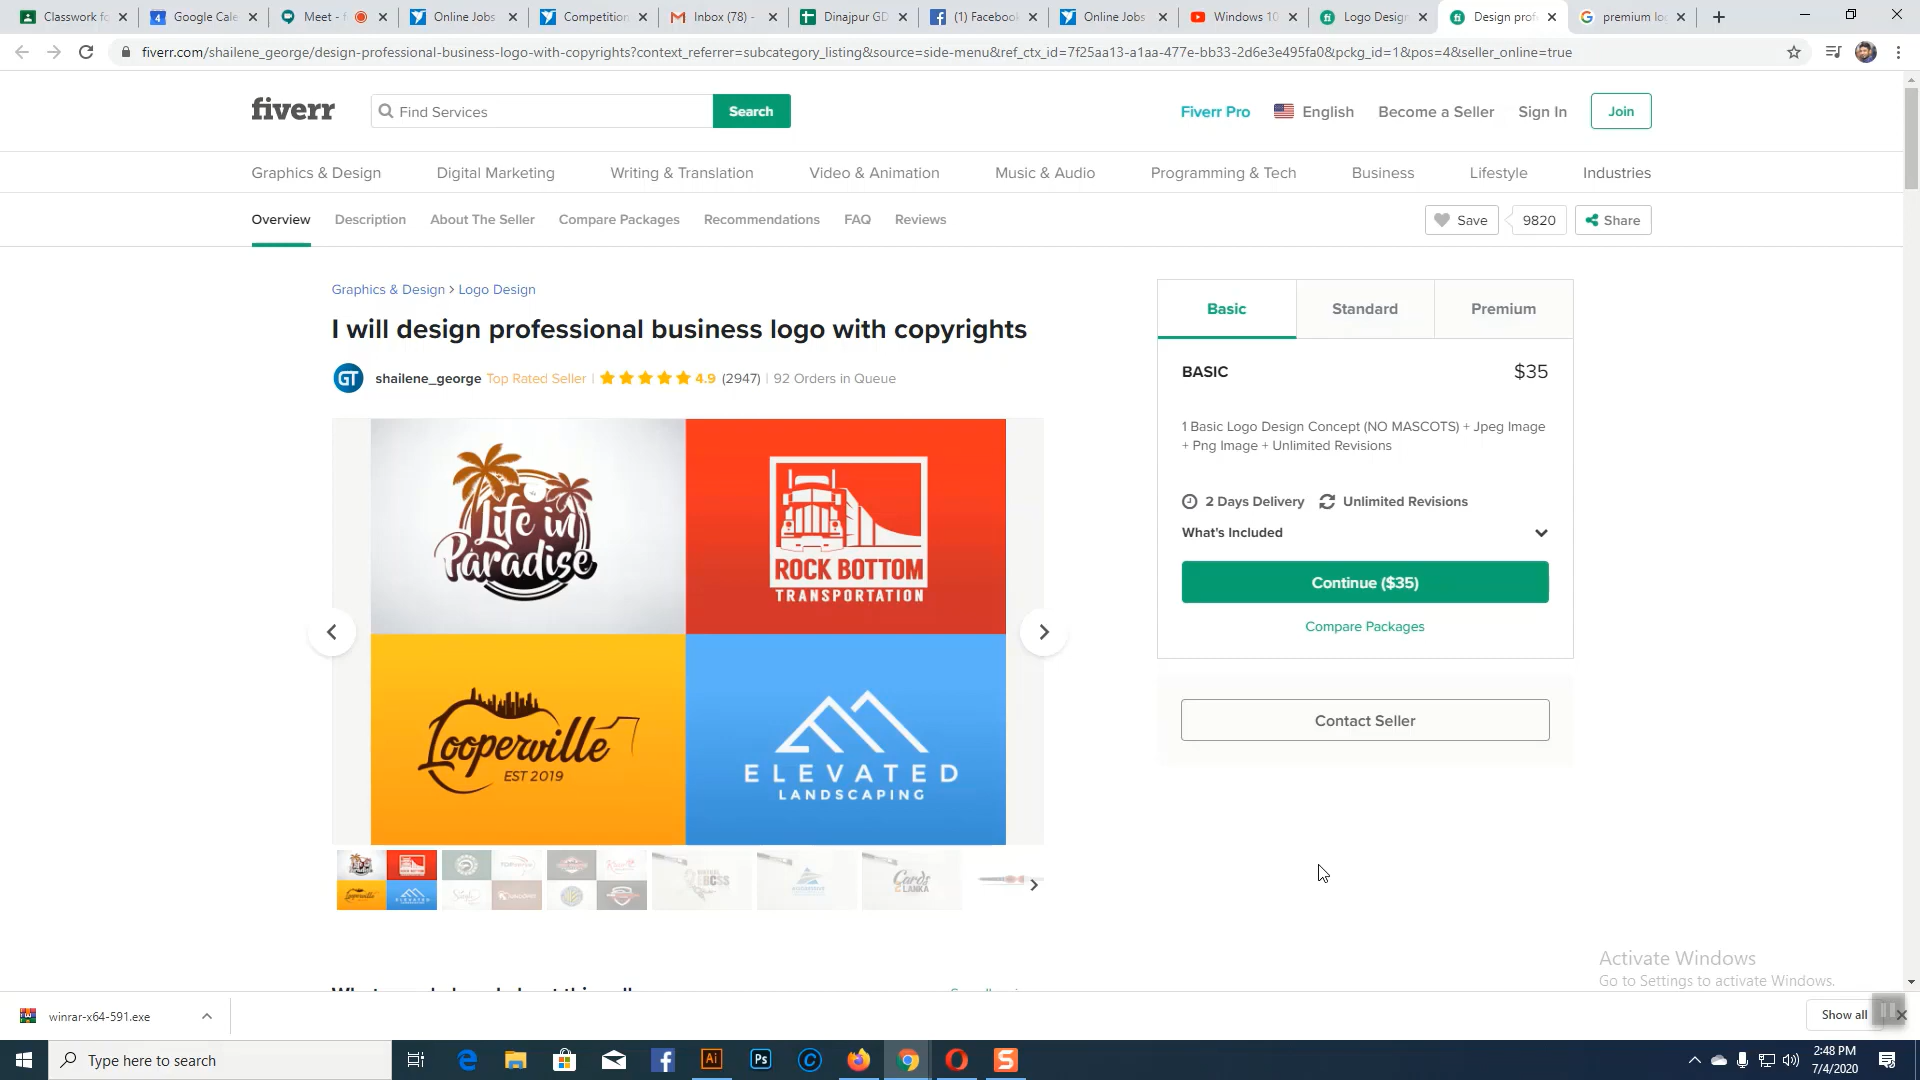 Classwork fo
Google Cale
Meet - f
Online Jobs
Competition
Inbox (78) -
Dinajpur GD
(1) Facebook
Online Jobs
Windows 10
Logo Design
Design prof
premium lo
fiverr.com/shailene_george/design-professional-business-logo-with-copyrights?context_referrer=subcategory_listing&source=side-menu&ref_ctx_id=7f25aa13-a1aa-477e-bb33-2d6e3e495fa0&pckg_id=1&pos=4&seller_online=true
fiverr
Find Services
Search
Fiverr Pro
English
Become a Seller
Sign In
Join
Graphics & Design
Digital Marketing
Writing & Translation
Video & Animation
Music & Audio
Programming & Tech
Business
Lifestyle
Industries
Overview
Description
About The Seller
Compare Packages
Recommendations
FAQ
Reviews
Save
9820
Share
Graphics & Design > Logo Design
I will design professional business logo with copyrights
GT
shailene_george Top Rated Seller | 4.9 (2947) | 92 Orders in Queue
Life in
Paradise
ROCK BOTTOM
TRANSPORTATION
Looperville
EST 2019
ELEVATED
LANDSCAPING
Basic
Standard
Premium
BASIC
$35
1 Basic Logo Design Concept (NO MASCOTS) + Jpeg Image
+ Png Image + Unlimited Revisions
2 Days Delivery
Unlimited Revisions
What's Included
Continue ($35)
Compare Packages
Contact Seller
Activate Windows
Go to Settings to activate Windows.
winrar-x64-591.exe
Show all
Type here to search
Ai
Ps
2:48 PM
7/4/2020